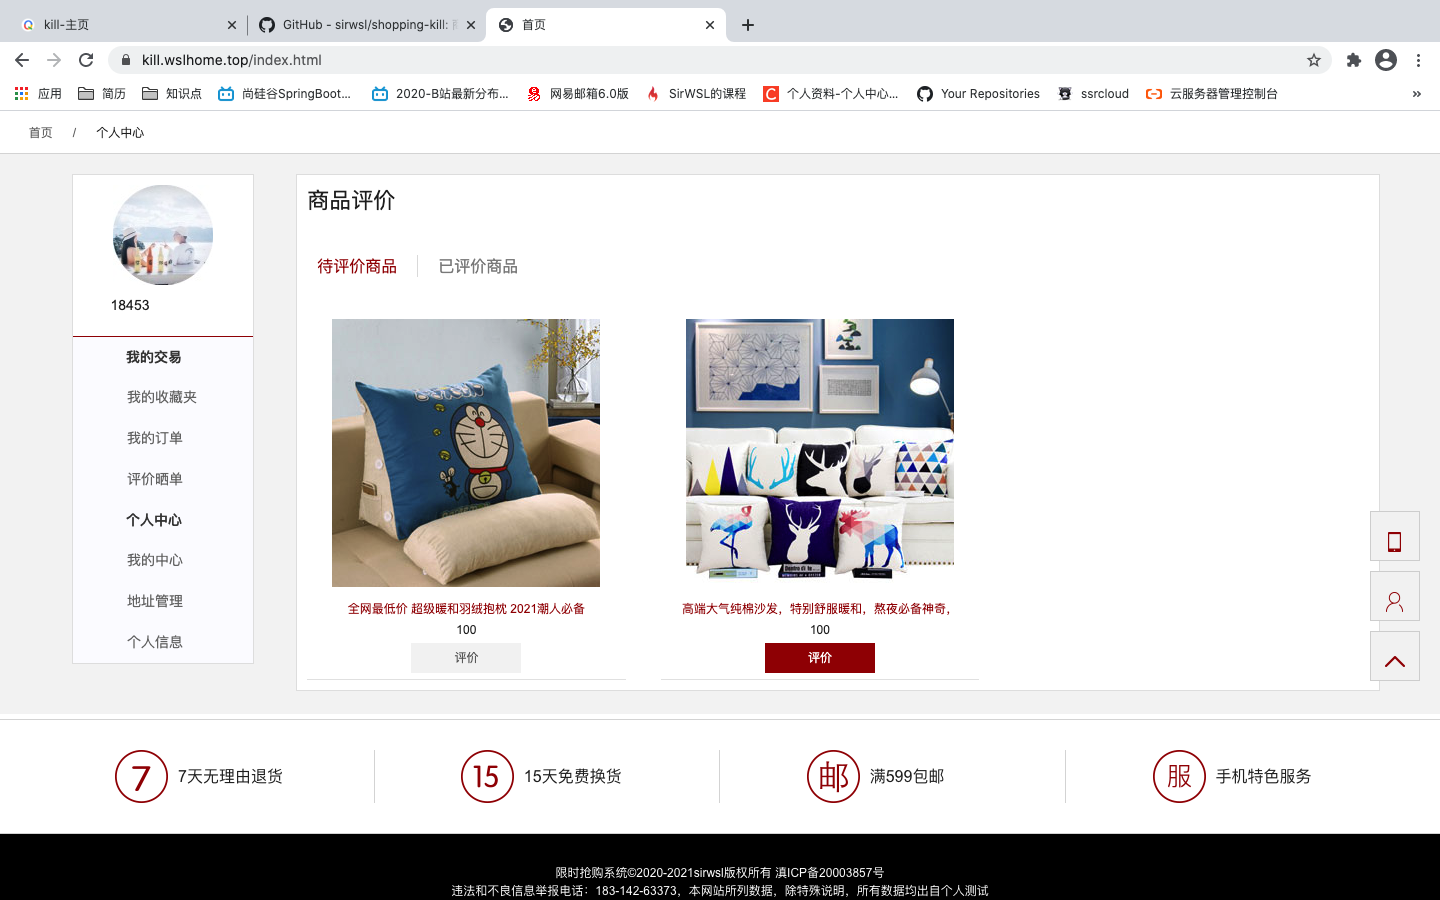 kill-主页
GitHub - sirwsl/shopping-kill:
首页
kill.wslhome.top/index.html
应用
简历
知识点
尚硅谷SpringBoot...
2020-B站最新分布...
网易邮箱6.0版
SirWSL的课程
个人资料-个人中心...
Your Repositories
ssrcloud
云服务器管理控制台
首页 / 个人中心
18453
我的交易
我的收藏夹
我的订单
评价晒单
个人中心
我的中心
地址管理
个人信息
商品评价
待评价商品
已评价商品
全网最低价 超级暖和羽绒抱枕 2021潮人必备
100
评价
高端大气纯棉沙发，特别舒服暖和，熬夜必备神奇，
100
评价
7 7天无理由退货
15 15天免费换货
邮 满599包邮
服 手机特色服务
限时抢购系统©2020-2021sirwsl版权所有 滇ICP备20003857号
违法和不良信息举报电话：183-142-63373，本网站所列数据，除特殊说明，所有数据均出自个人测试